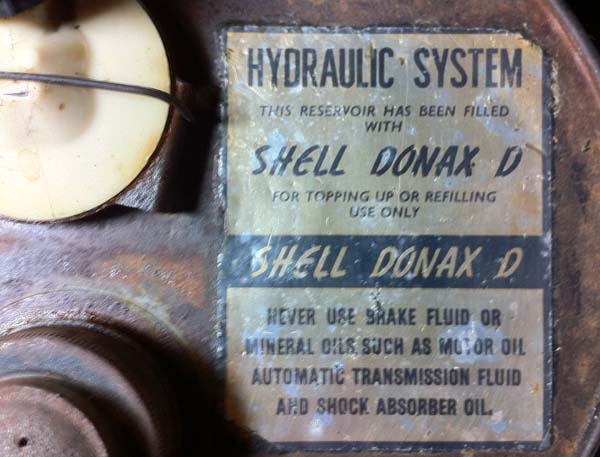 HYDRAULIC SYSTEM
THIS RESERVOIR HAS BEEN FILLED
WITH
SHELL DONAX D
FOR TOPPING UP OR REFILLING
USE ONLY
SHELL DONAX D
NEVER USE BRAKE FLUID OR
MINERAL OILS SUCH AS MOTOR OIL
AUTOMATIC TRANSMISSION FLUID
AND SHOCK ABSORBER OIL.